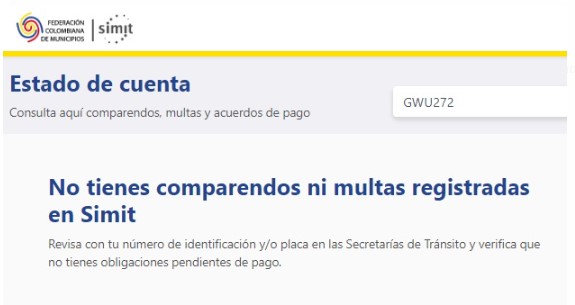 FEDERACIÓN
COLOMBIANA
DE MUNICIPIOS
simit
Estado de cuenta
Consulta aquí comparendos, multas y acuerdos de pago
GWU272
No tienes comparendos ni multas registradas
en Simit
Revisa con tu número de identificación y/o placa en las Secretarías de Tránsito y verifica que
no tienes obligaciones pendientes de pago.